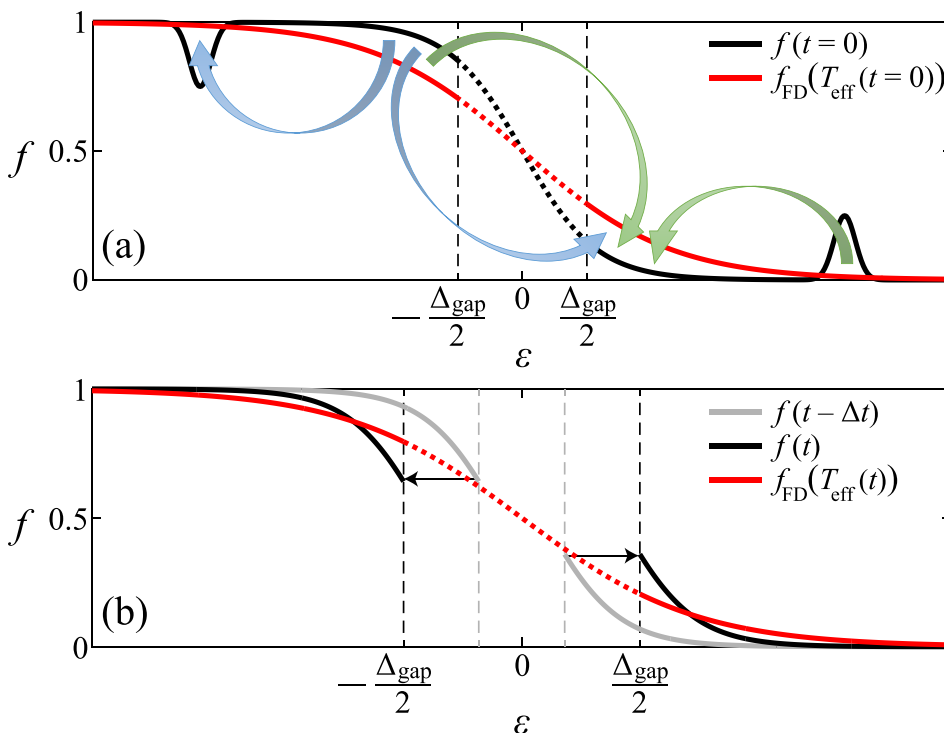 1
f(t = 0)
f_FD(T_eff(t = 0))
f
0.5
(a)
0
− Δ_gap/2
0
Δ_gap/2
ε
1
f(t − Δt)
f(t)
f_FD(T_eff(t))
f
0.5
(b)
0
− Δ_gap/2
0
Δ_gap/2
ε